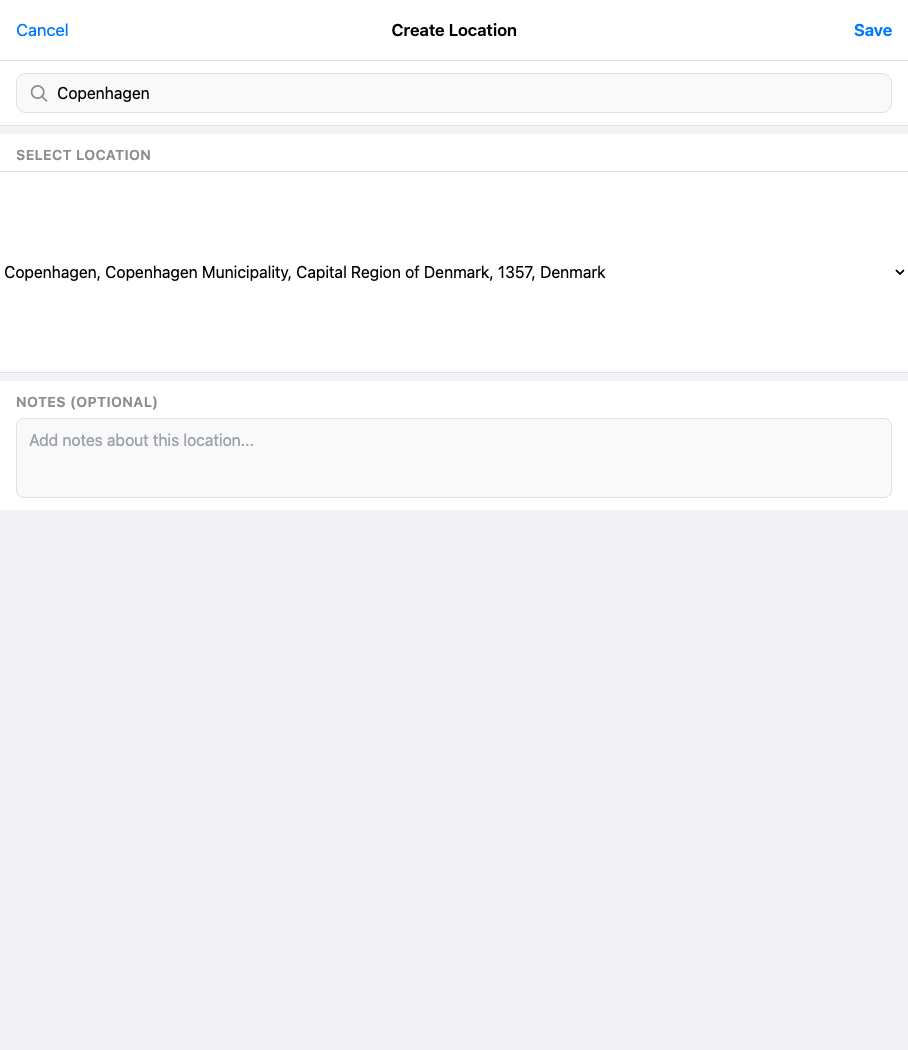 Cancel
Create Location
Save
Copenhagen
SELECT LOCATION
Copenhagen, Copenhagen Municipality, Capital Region of Denmark, 1357, Denmark
NOTES (OPTIONAL)
Add notes about this location...